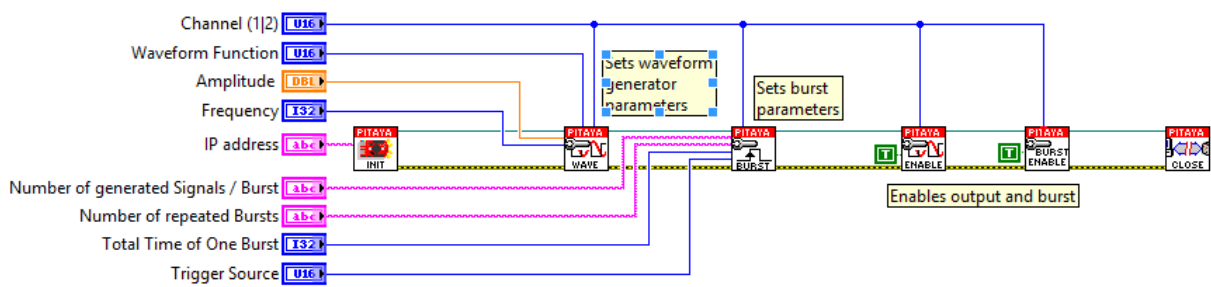 Channel (1|2) U16
Waveform Function U16
Amplitude DBL
Frequency I32
IP address abc
Number of generated Signals / Burst abc
Number of repeated Bursts abc
Total Time of One Burst I32
Trigger Source U16
PITAYA
INIT
Sets waveform
generator
parameters
PITAYA
WAVE
Sets burst
parameters
PITAYA
BURST
T
PITAYA
ENABLE
T
PITAYA
BURST
ENABLE
Enables output and burst
PITAYA
CLOSE